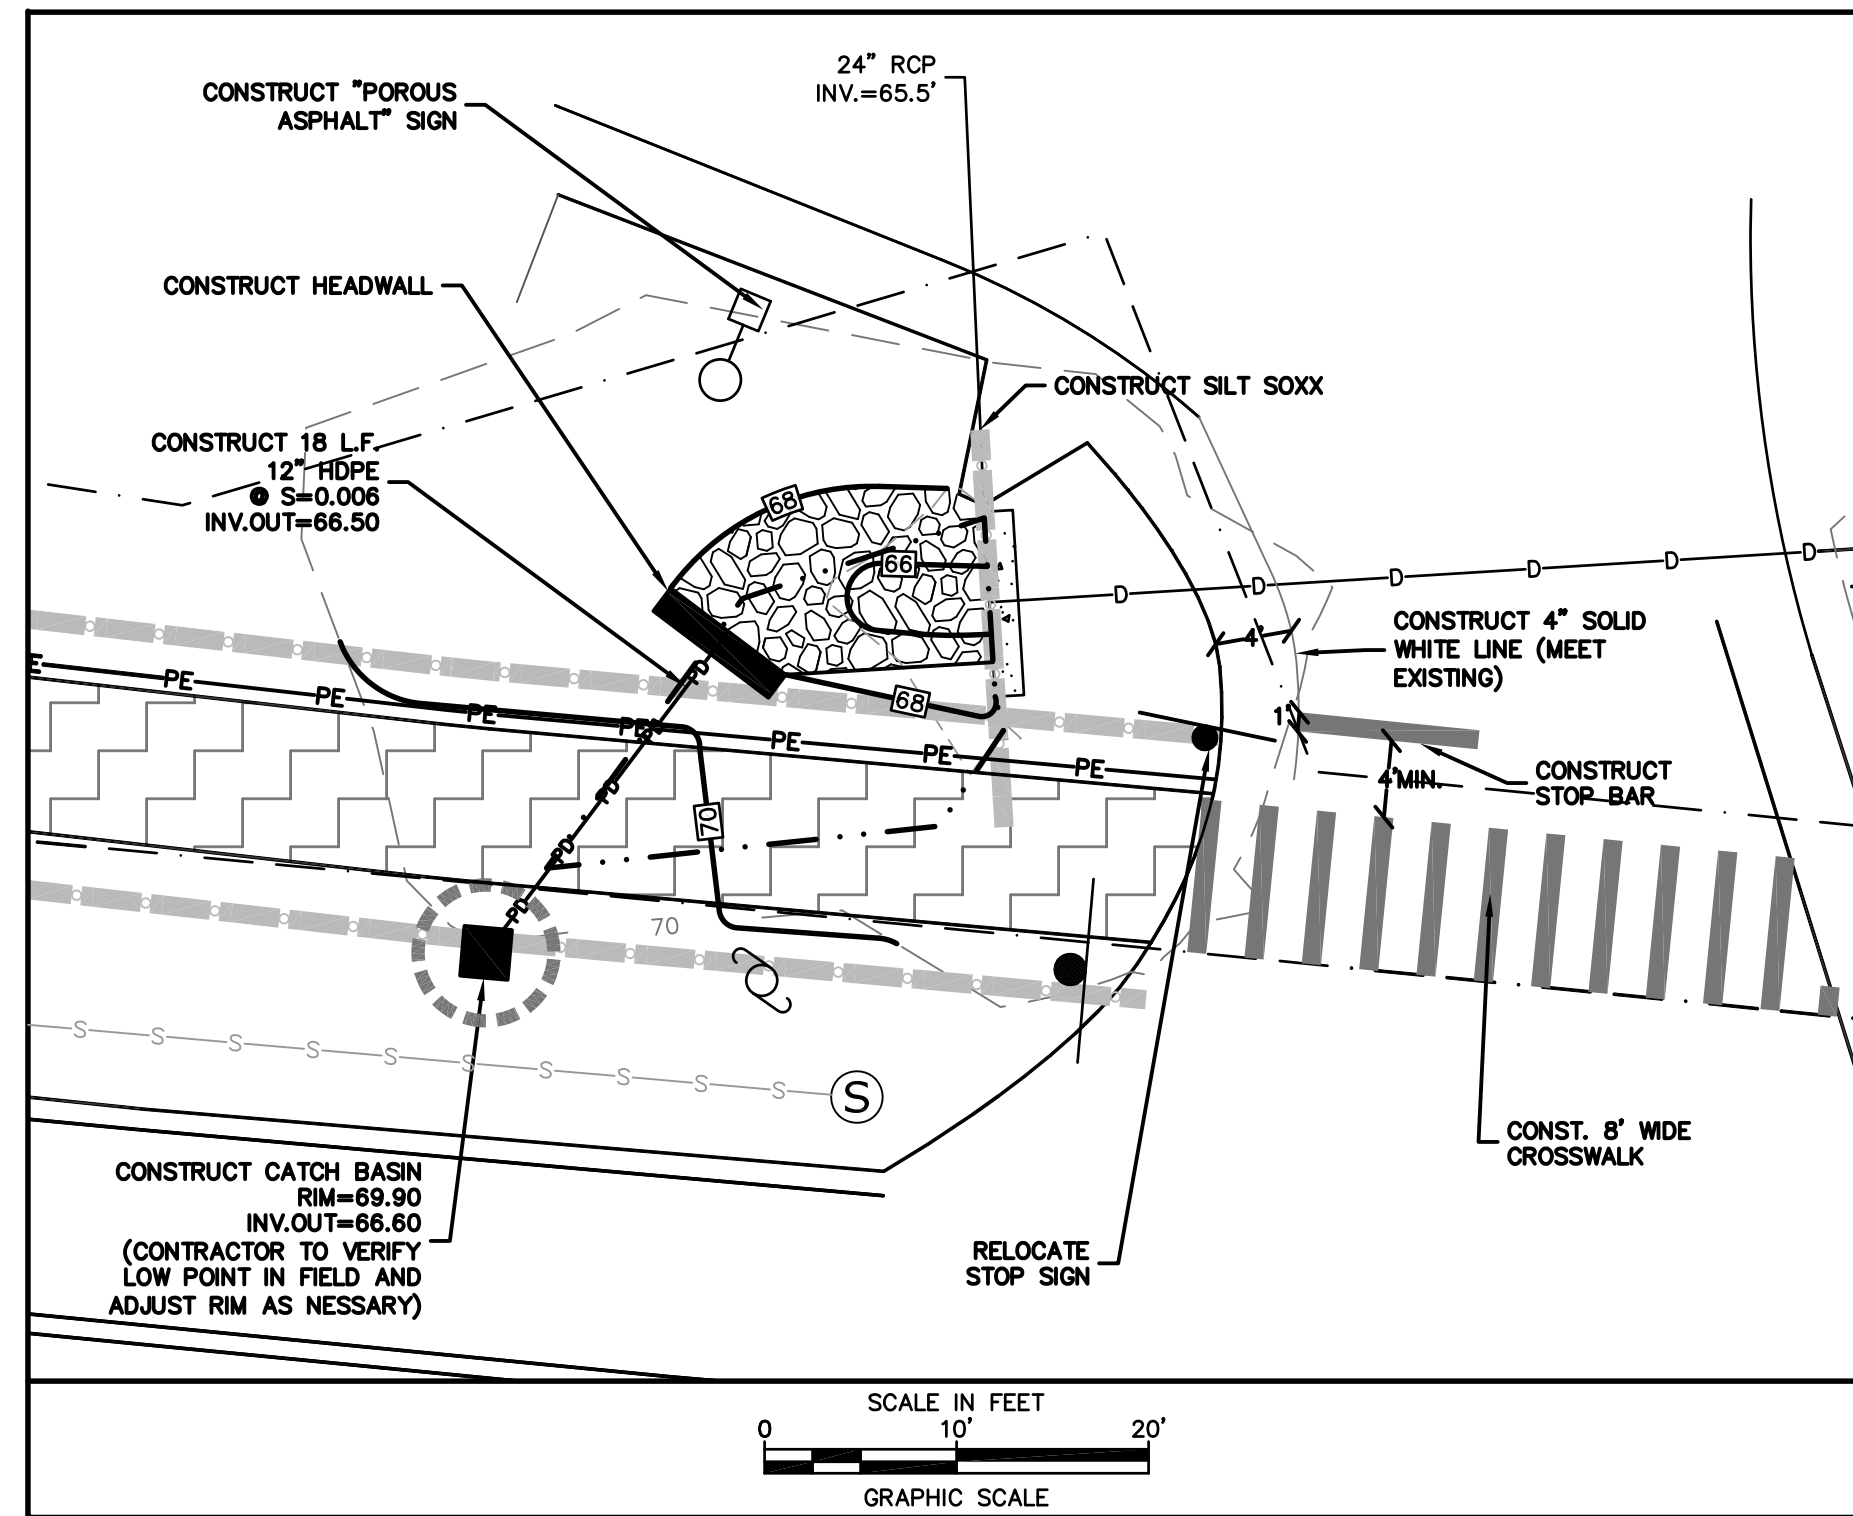 CONSTRUCT "POROUS
ASPHALT" SIGN
24" RCP
INV.=65.5'
CONSTRUCT HEADWALL
CONSTRUCT SILT SOXX
CONSTRUCT 18 L.F.
12" HDPE
@ S=0.006
INV.OUT=66.50
68
66
68
D D D D D D
4'
CONSTRUCT 4" SOLID
WHITE LINE (MEET
EXISTING)
E PE PE PE PE PE PE PE
PD
PD
PD
PD
PD
1'
4'MIN.
CONSTRUCT
STOP BAR
70
70
S S S S S S S S S S
S
CONST. 8' WIDE
CROSSWALK
CONSTRUCT CATCH BASIN
RIM=69.90
INV.OUT=66.60
(CONTRACTOR TO VERIFY
LOW POINT IN FIELD AND
ADJUST RIM AS NESSARY)
RELOCATE
STOP SIGN
SCALE IN FEET
0 10' 20'
GRAPHIC SCALE